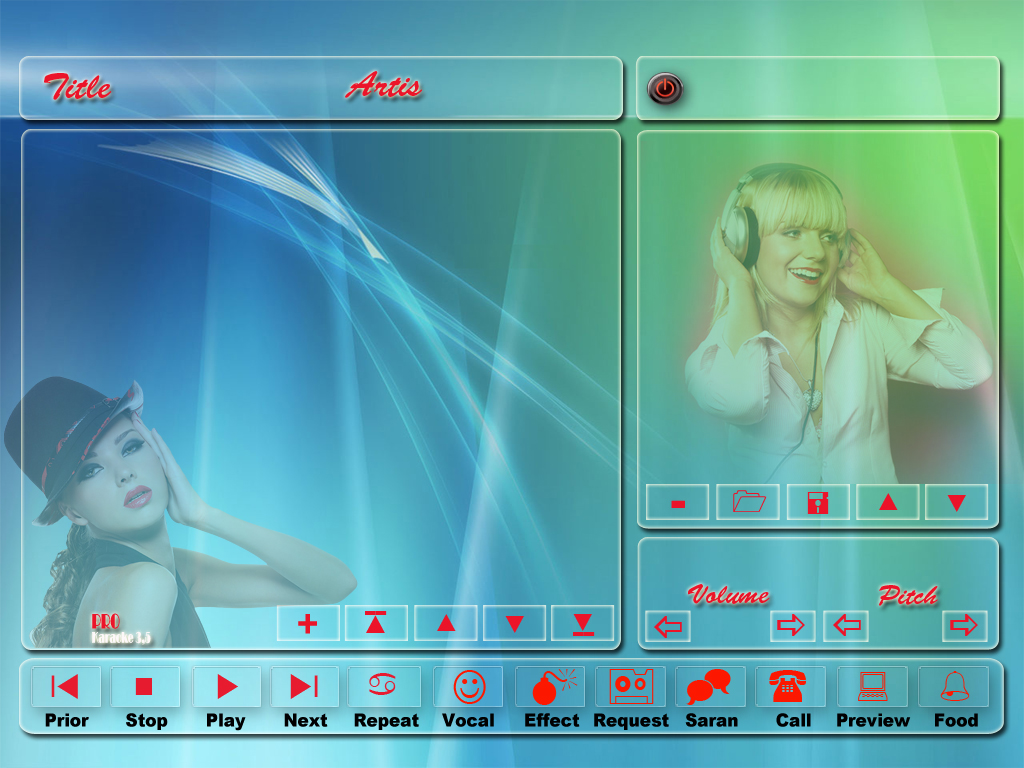 Title
Artis
PRO
Karaoke 3,5
Volume
Pitch
Prior
Stop
Play
Next
Repeat
Vocal
Effect
Request
Saran
Call
Preview
Food